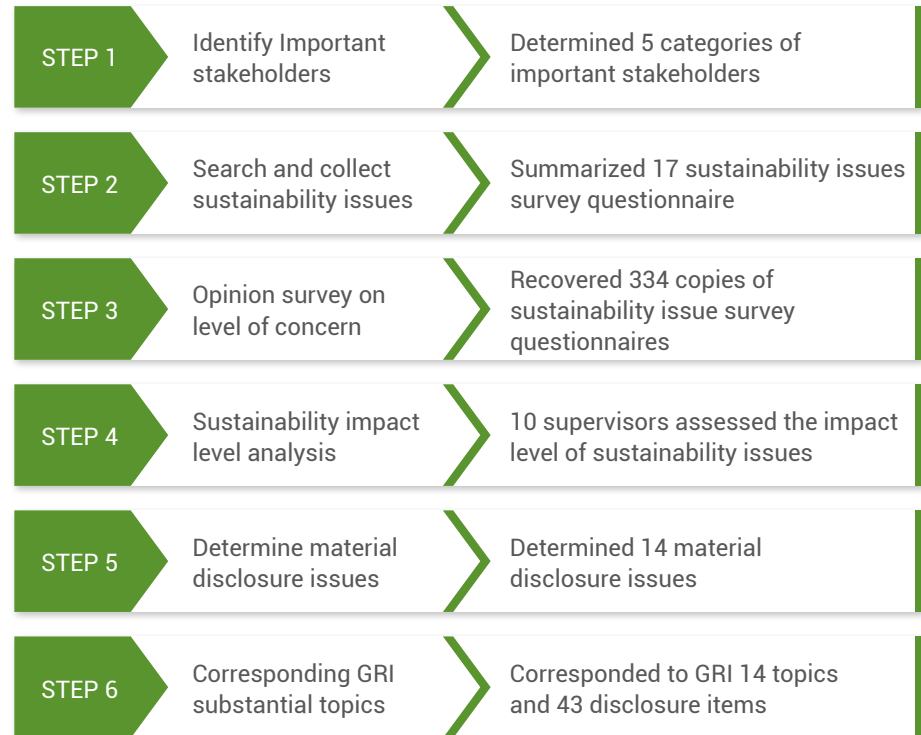 STEP 1
Identify Important
stakeholders
Determined 5 categories of
important stakeholders
STEP 2
Search and collect
sustainability issues
Summarized 17 sustainability issues
survey questionnaire
STEP 3
Opinion survey on
level of concern
Recovered 334 copies of
sustainability issue survey
questionnaires
STEP 4
Sustainability impact
level analysis
10 supervisors assessed the impact
level of sustainability issues
STEP 5
Determine material
disclosure issues
Determined 14 material
disclosure issues
STEP 6
Corresponding GRI
substantial topics
Corresponded to GRI 14 topics
and 43 disclosure items